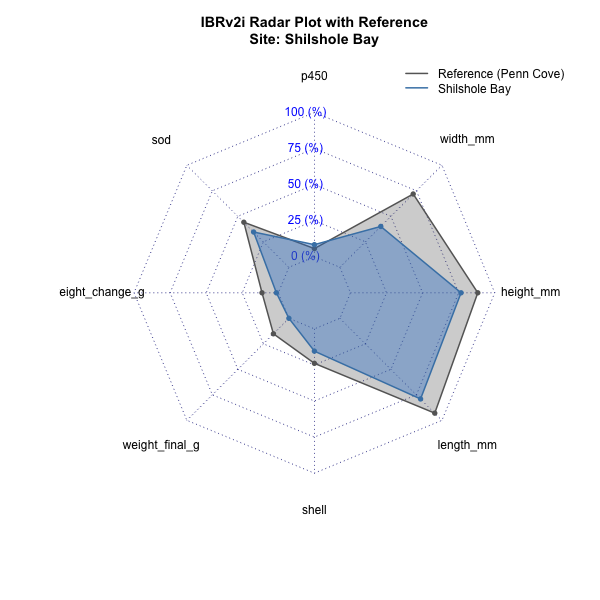 IBRv2i Radar Plot with Reference
Site: Shilshole Bay
p450
Reference (Penn Cove)
Shilshole Bay
100 (%)
sod
width_mm
75 (%)
50 (%)
25 (%)
0 (%)
eight_change_g
height_mm
weight_final_g
length_mm
shell